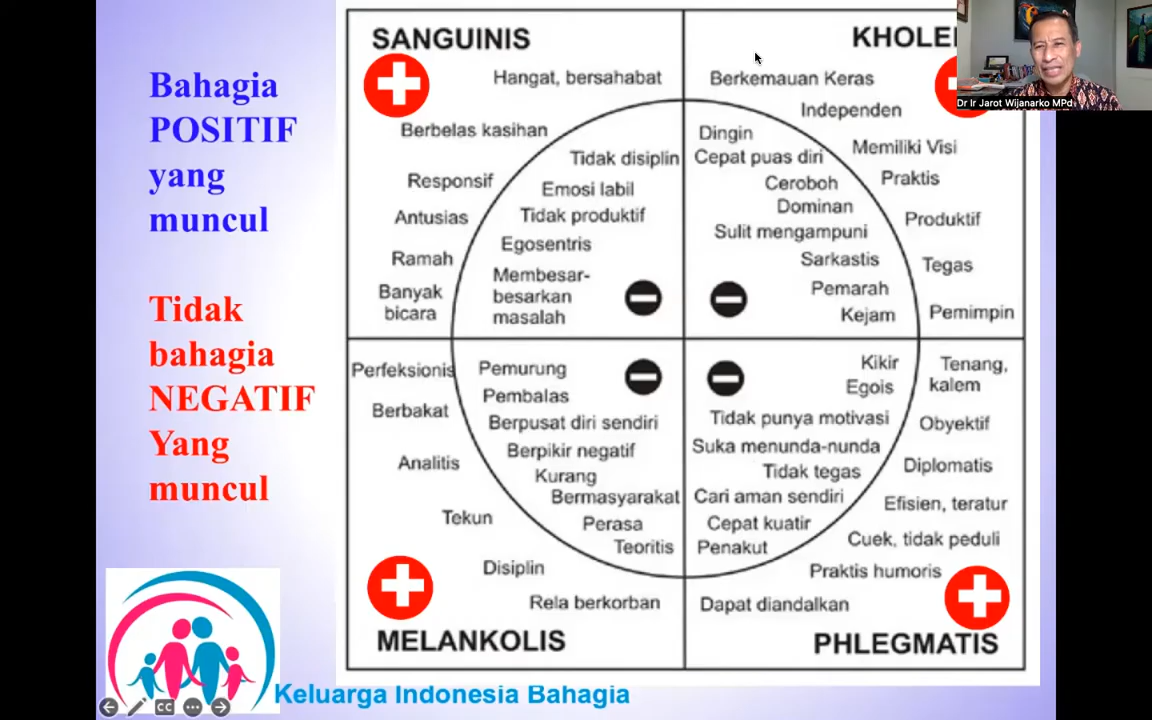 Bahagia
POSITIF
yang
muncul
Tidak
bahagia
NEGATIF
Yang
muncul
SANGUINIS
Hangat, bersahabat
Berbelas kasihan
Responsif
Antusias
Ramah
Banyak
bicara
Tidak disiplin
Emosi labil
Tidak produktif
Egosentris
Membesar-
besarkan
masalah
KHOLE
Berkemauan Keras
Independen
Memiliki Visi
Praktis
Produktif
Tegas
Pemimpin
Dingin
Cepat puas diri
Ceroboh
Dominan
Sulit mengampuni
Sarkastis
Pemarah
Kejam
Perfeksionis
Berbakat
Analitis
Tekun
Disiplin
Rela berkorban
Pemurung
Pembalas
Berpusat diri sendiri
Berpikir negatif
Kurang
Bermasyarakat
Perasa
Teoritis
MELANKOLIS
Kikir
Egois
Tidak punya motivasi
Suka menunda-nunda
Tidak tegas
Cari aman sendiri
Cepat kuatir
Penakut
Tenang,
kalem
Obyektif
Diplomatis
Efisien, teratur
Cuek, tidak peduli
Praktis humoris
Dapat diandalkan
PHLEGMATIS
Keluarga Indonesia Bahagia
CC
Dr Ir Jarot Wijanarko MPd